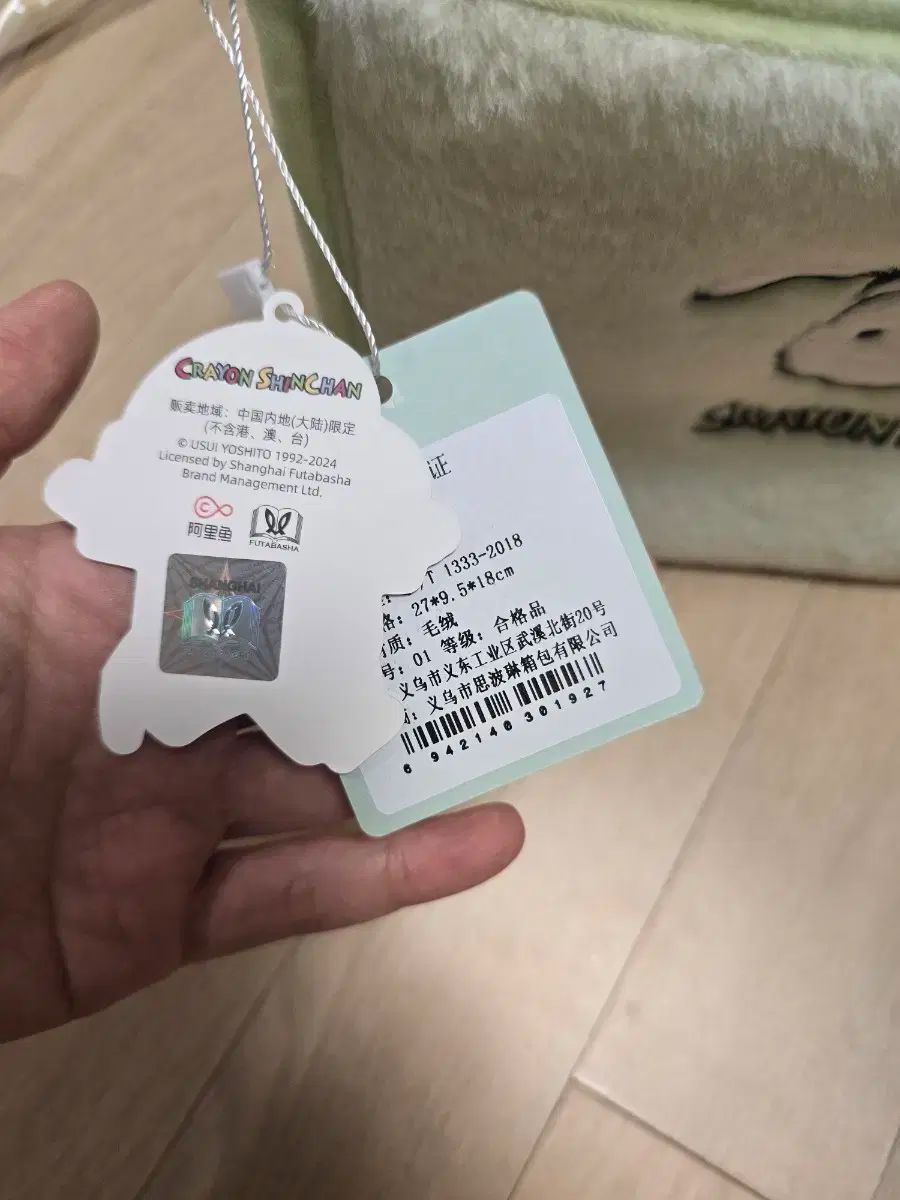 CRAYON SHINCHAN
贩卖地域：中国内地(大陆)限定
(不含港、澳、台)
© USUI YOSHITO 1992-2024
Licensed by Shanghai Futabasha
Brand Management Ltd.
阿里鱼
FUTABASHA
SHANGHAI
证
T 1333-2018
格: 27*9.5*18cm
质: 毛绒
号: 01 等级: 合格品
义乌市义东工业区武溪北街20号
义乌市思波琳箱包有限公司
6 942140 301927